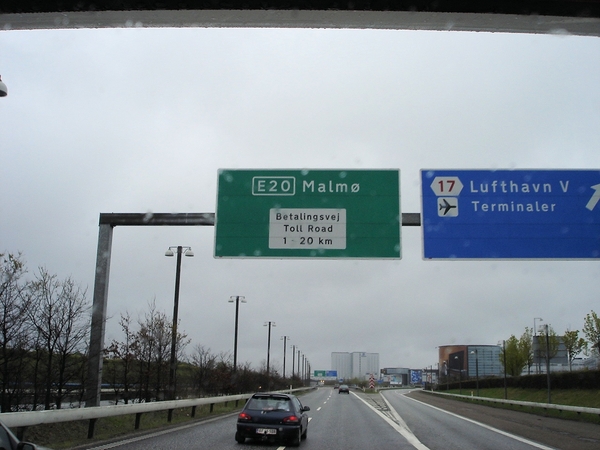 E20 Malmø
Betalingsvej
Toll Road
1 - 20 km
17 Lufthavn V
Terminaler